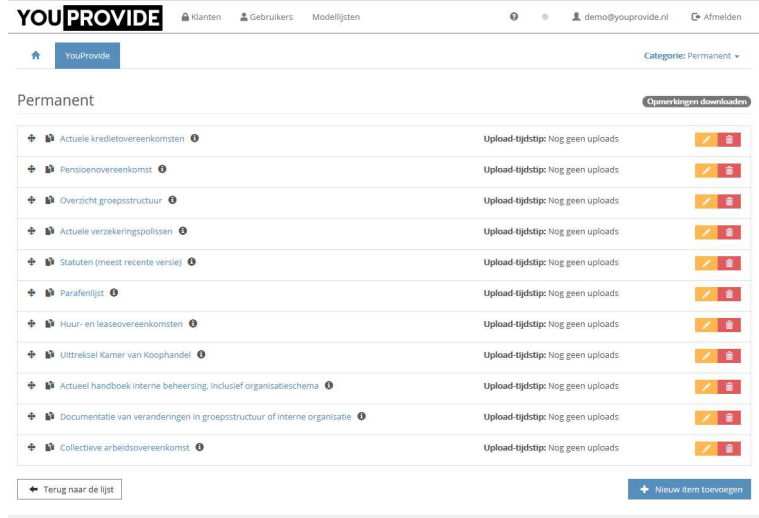 YOUPROVIDE Klanten Gebruikers Modellijsten demo@youprovide.nl Afmelden
YouProvide Categorie: Permanent
Permanent Opmerkingen downloaden
Actuele kredietovereenkomsten Upload-tijdstip: Nog geen uploads
Pensioenovereenkomst Upload-tijdstip: Nog geen uploads
Overzicht groepsstructuur Upload-tijdstip: Nog geen uploads
Actuele verzekeringspolissen Upload-tijdstip: Nog geen uploads
Statuten (meest recente versie) Upload-tijdstip: Nog geen uploads
Parafenlijst Upload-tijdstip: Nog geen uploads
Huur- en leaseovereenkomsten Upload-tijdstip: Nog geen uploads
Uittreksel Kamer van Koophandel Upload-tijdstip: Nog geen uploads
Actueel handboek interne beheersing, inclusief organisatieschema Upload-tijdstip: Nog geen uploads
Documentatie van veranderingen in groepsstructuur of interne organisatie Upload-tijdstip: Nog geen uploads
Collectieve arbeidsovereenkomst Upload-tijdstip: Nog geen uploads
Terug naar de lijst Nieuw item toevoegen